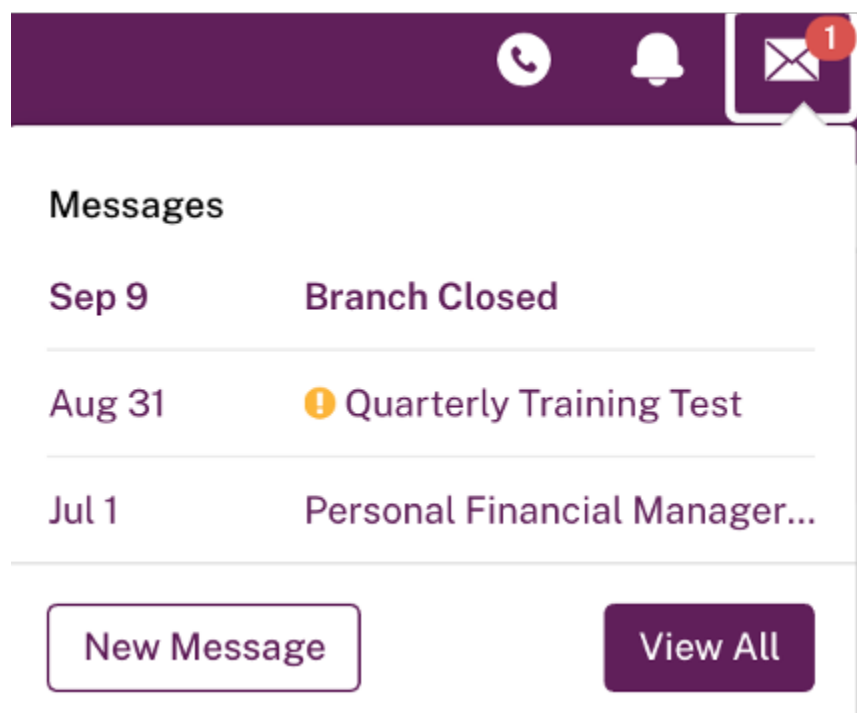 1
Messages
Sep 9 Branch Closed
Aug 31 Quarterly Training Test
Jul 1 Personal Financial Manager...
New Message View All